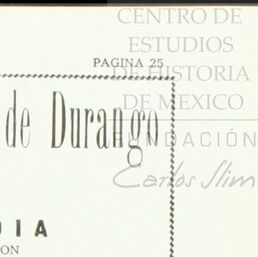 CENTRO DE
ESTUDIOS
PAGINA 25
DE HISTORIA
DE MEXICO
de Durango
FUNDACIÓN
Carlos Slim
DIA
ON